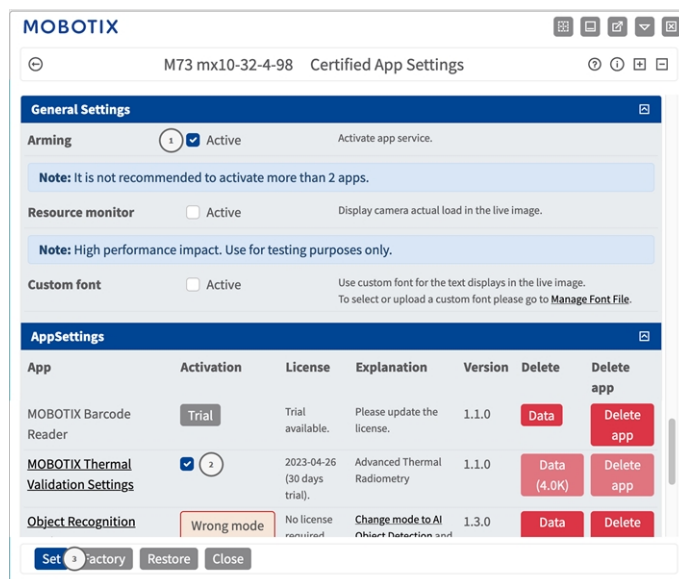 MOBOTIX
M73 mx10-32-4-98 Certified App Settings
General Settings
Arming 1 Active Activate app service.
Note: It is not recommended to activate more than 2 apps.
Resource monitor Active Display camera actual load in the live image.
Note: High performance impact. Use for testing purposes only.
Custom font Active Use custom font for the text displays in the live image.
To select or upload a custom font please go to Manage Font File.
AppSettings
App Activation License Explanation Version Delete Delete
app
MOBOTIX Barcode Trial Trial Please update the 1.1.0 Data Delete
Reader available. license. app
MOBOTIX Thermal 2 2023-04-26 Advanced Thermal 1.1.0 Data Delete
Validation Settings (30 days Radiometry (4.0K) app
trial).
Object Recognition Wrong mode No license Change mode to AI 1.3.0 Data Delete
required Object Detection and
Set 3 Factory Restore Close